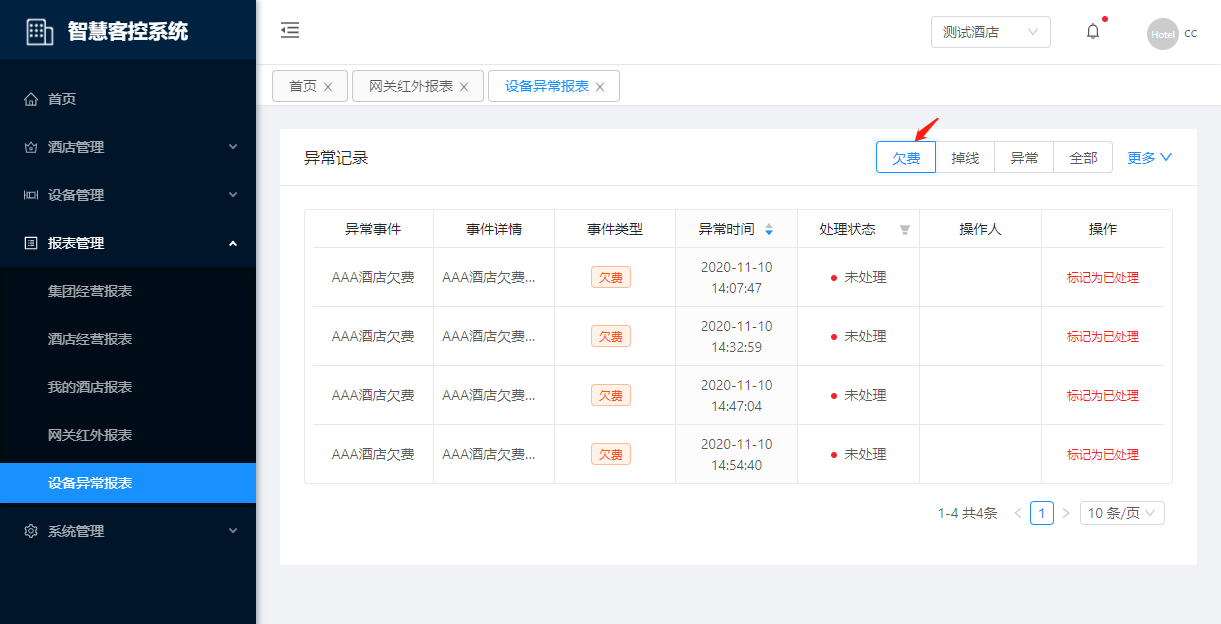 智慧客控系统
测试酒店
Hotel
cc
首页
酒店管理
设备管理
报表管理
集团经营报表
酒店经营报表
我的酒店报表
网关红外报表
设备异常报表
系统管理
首页 网关红外报表 设备异常报表
异常记录
欠费 掉线 异常 全部 更多
异常事件 事件详情 事件类型 异常时间 处理状态 操作人 操作
AAA酒店欠费 AAA酒店欠费... 欠费 2020-11-10 未处理 标记为已处理
14:07:47
AAA酒店欠费 AAA酒店欠费... 欠费 2020-11-10 未处理 标记为已处理
14:32:59
AAA酒店欠费 AAA酒店欠费... 欠费 2020-11-10 未处理 标记为已处理
14:47:04
AAA酒店欠费 AAA酒店欠费... 欠费 2020-11-10 未处理 标记为已处理
14:54:40
1-4 共4条 < 1 > 10 条/页